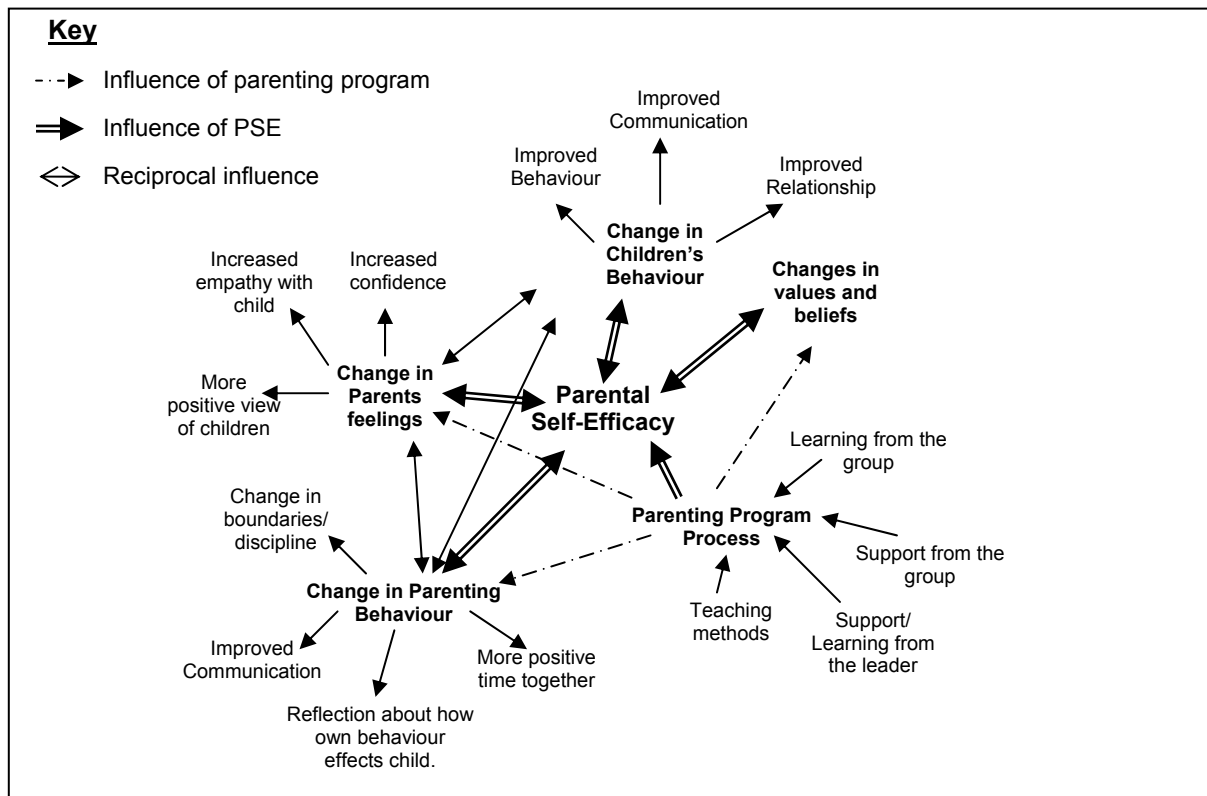 Key
Influence of parenting program
Influence of PSE
Reciprocal influence
Improved
Communication
Improved
Behaviour
Improved
Relationship
Change in
Children's
Behaviour
Changes in
values and
beliefs
Increased
empathy with
child
Increased
confidence
More
positive view
of children
Change in
Parents
feelings
Parental
Self-Efficacy
Learning from the
group
Parenting Program
Process
Support from the
group
Teaching
methods
Support/
Learning from
the leader
Change in
boundaries/
discipline
Change in Parenting
Behaviour
Improved
Communication
More positive
time together
Reflection about how
own behaviour
effects child.